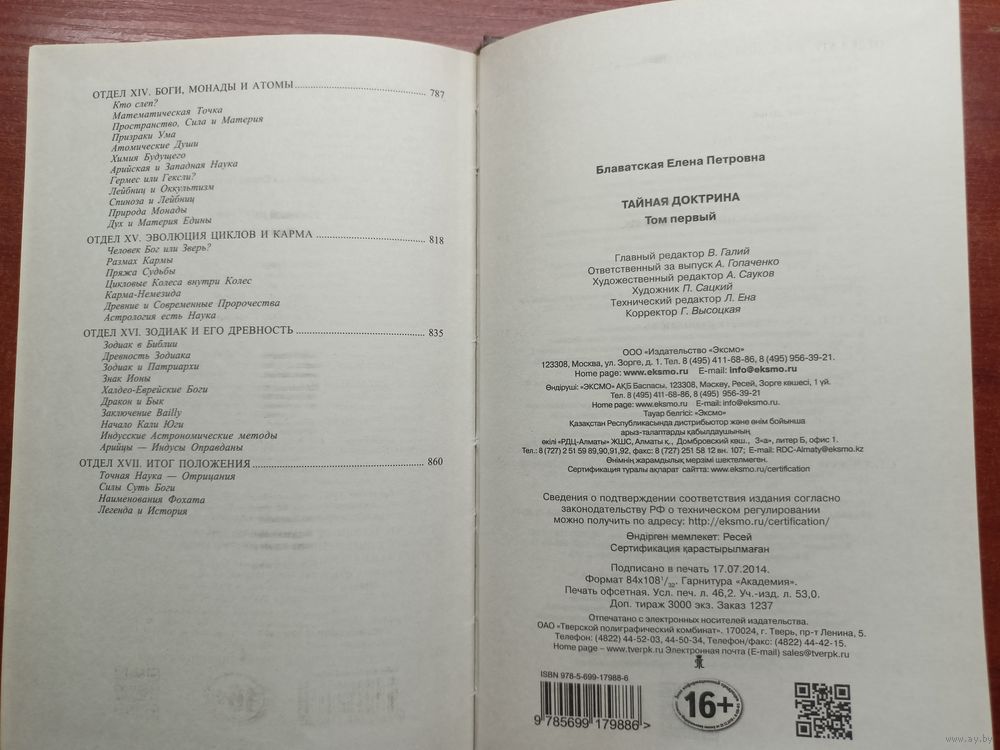 ОТДЕЛ XIV. БОГИ, МОНАДЫ И АТОМЫ.......... 787
Кто слеп?
Математическая Точка
Пространство, Сила и Материя
Призраки Ума
Атомические Души
Химия Будущего
Арийская и Западная Наука
Гермес или Гексли?
Лейбниц и Оккультизм
Спиноза и Лейбниц
Природа Монады
Дух и Материя Едины
ОТДЕЛ XV. ЭВОЛЮЦИЯ ЦИКЛОВ И КАРМА .......... 818
Человек Бог или Зверь?
Размах Кармы
Пряжа Судьбы
Цикловые Колеса внутри Колес
Карма-Немезида
Древние и Современные Пророчества
Астрология есть Наука
ОТДЕЛ XVI. ЗОДИАК И ЕГО ДРЕВНОСТЬ .......... 835
Зодиак в Библии
Древность Зодиака
Зодиак и Патриархи
Знак Ионы
Халдео-Еврейские Боги
Дракон и Бык
Заключение Bailly
Начало Кали Юги
Индусские Астрономические методы
Арийцы — Индусы Оправданы
ОТДЕЛ XVII. ИТОГ ПОЛОЖЕНИЯ .......... 860
Точная Наука — Отрицания
Силы Суть Боги
Наименования Фохата
Легенда и История
Блаватская Елена Петровна
ТАЙНАЯ ДОКТРИНА
Том первый
Главный редактор В. Галий
Ответственный за выпуск А. Гопаченко
Художественный редактор А. Сауков
Художник П. Сацкий
Технический редактор Л. Ена
Корректор Г. Высоцкая
ООО «Издательство «Эксмо»
123308, Москва, ул. Зорге, д. 1. Тел. 8 (495) 411-68-86, 8 (495) 956-39-21.
Home page: www.eksmo.ru E-mail: info@eksmo.ru
Өндіруші: «ЭКСМО» АҚБ Баспасы, 123308, Мәскеу, Ресей, Зорге көшесі, 1 үй.
Тел. 8 (495) 411-68-86, 8 (495) 956-39-21
Home page: www.eksmo.ru E-mail: info@eksmo.ru.
Тауар белгісі: «Эксмо»
Қазақстан Республикасында дистрибьютор және өнім бойынша
арыз-талаптарды қабылдаушының
өкілі «РДЦ-Алматы» ЖШС, Алматы қ., Домбровский көш., 3«а», литер Б, офис 1.
Тел.: 8 (727) 2 51 59 89,90,91,92, факс: 8 (727) 251 58 12 вн. 107; E-mail: RDC-Almaty@eksmo.kz
Өнімнің жарамдылық мерзімі шектелмеген.
Сертификация туралы ақпарат сайтта: www.eksmo.ru/certification
Сведения о подтверждении соответствия издания согласно
законодательству РФ о техническом регулировании
можно получить по адресу: http://eksmo.ru/certification/
Өндірген мемлекет: Ресей
Сертификация қарастырылмаған
Подписано в печать 17.07.2014.
Формат 84x108 1/32. Гарнитура «Академия».
Печать офсетная. Усл. печ. л. 46,2. Уч.-изд. л. 53,0.
Доп. тираж 3000 экз. Заказ 1237
Отпечатано с электронных носителей издательства.
ОАО «Тверской полиграфический комбинат». 170024, г. Тверь, пр-т Ленина, 5.
Телефон: (4822) 44-52-03, 44-50-34, Телефон/факс: (4822) 44-42-15.
Home page – www.tverpk.ru Электронная почта (E-mail) sales@tverpk.ru
ISBN 978-5-699-17988-6
9 785699 179886 >
16+
www.ay.by